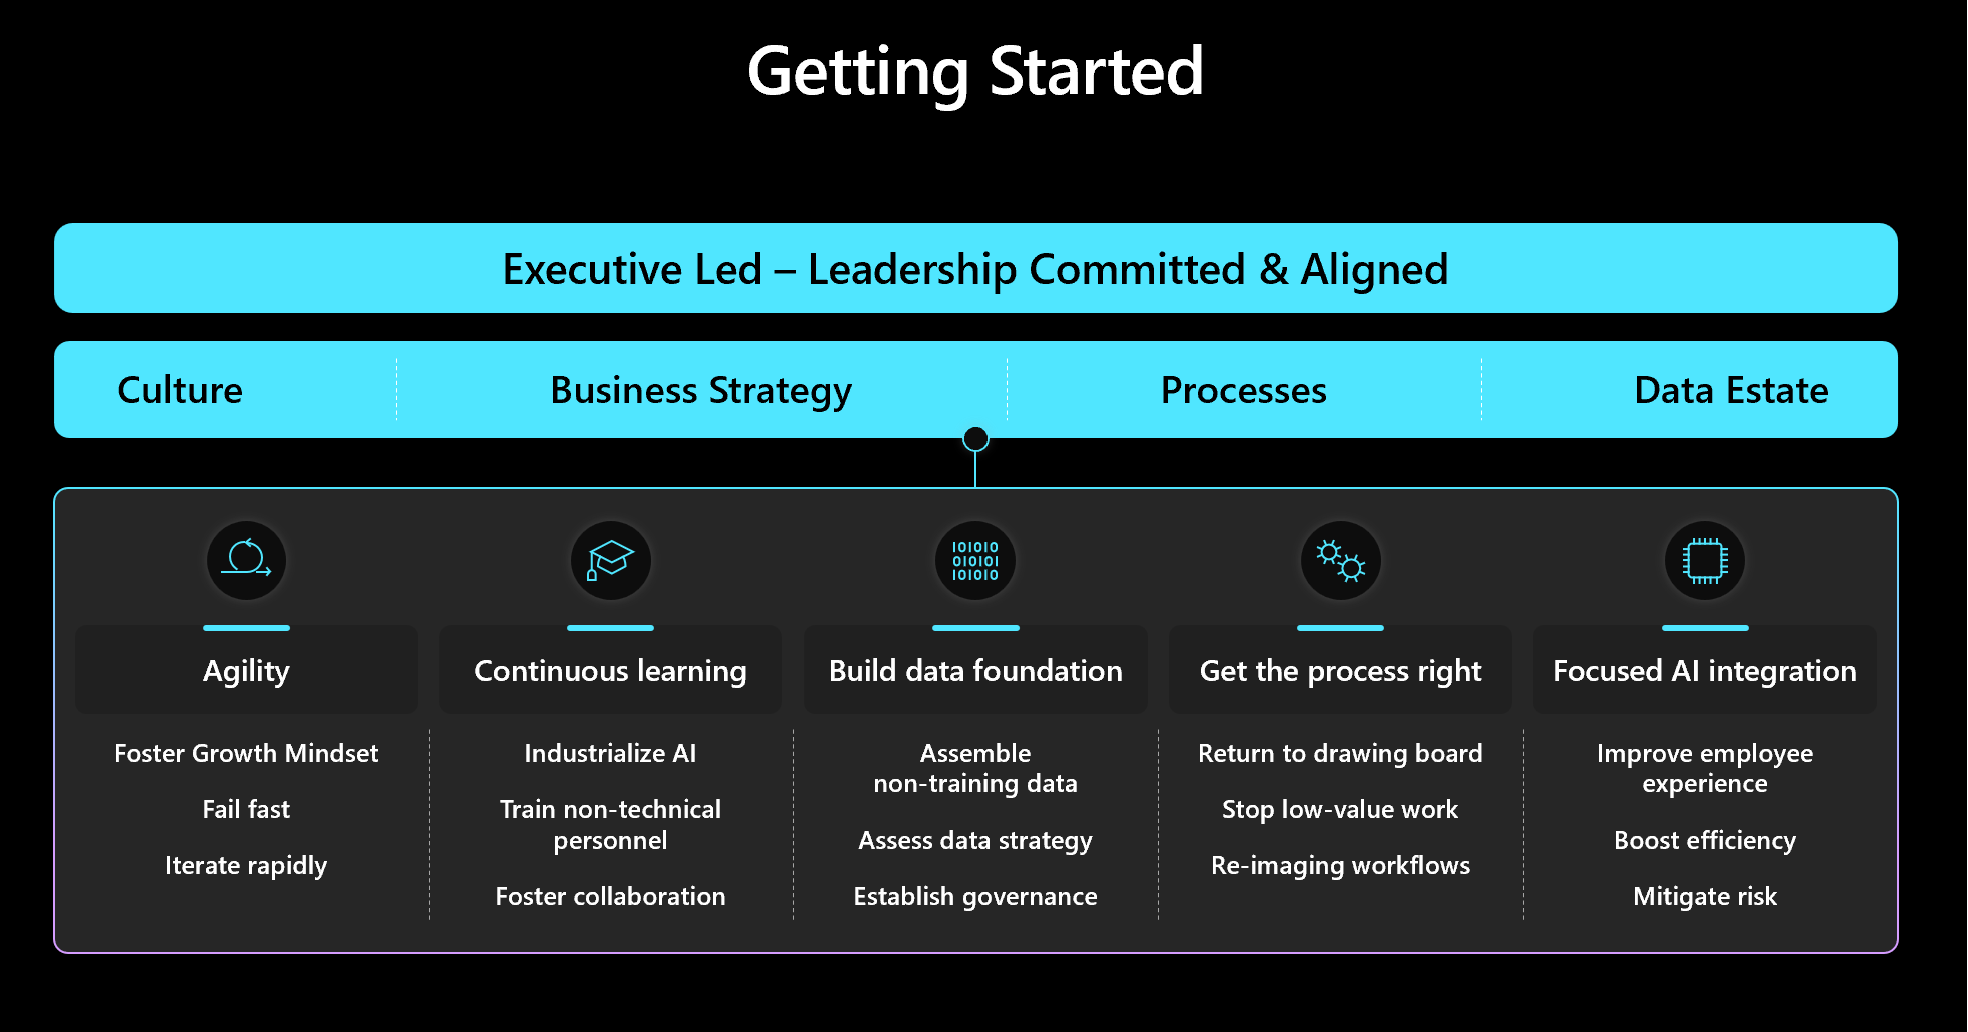 Getting Started
Executive Led – Leadership Committed & Aligned
Culture
Business Strategy
Processes
Data Estate
IOIOIO
OIOIOI
IOIOIO
Agility
Foster Growth Mindset
Fail fast
Iterate rapidly
Continuous learning
Industrialize AI
Train non-technical
personnel
Foster collaboration
Build data foundation
Assemble
non-training data
Assess data strategy
Establish governance
Get the process right
Return to drawing board
Stop low-value work
Re-imaging workflows
Focused AI integration
Improve employee
experience
Boost efficiency
Mitigate risk